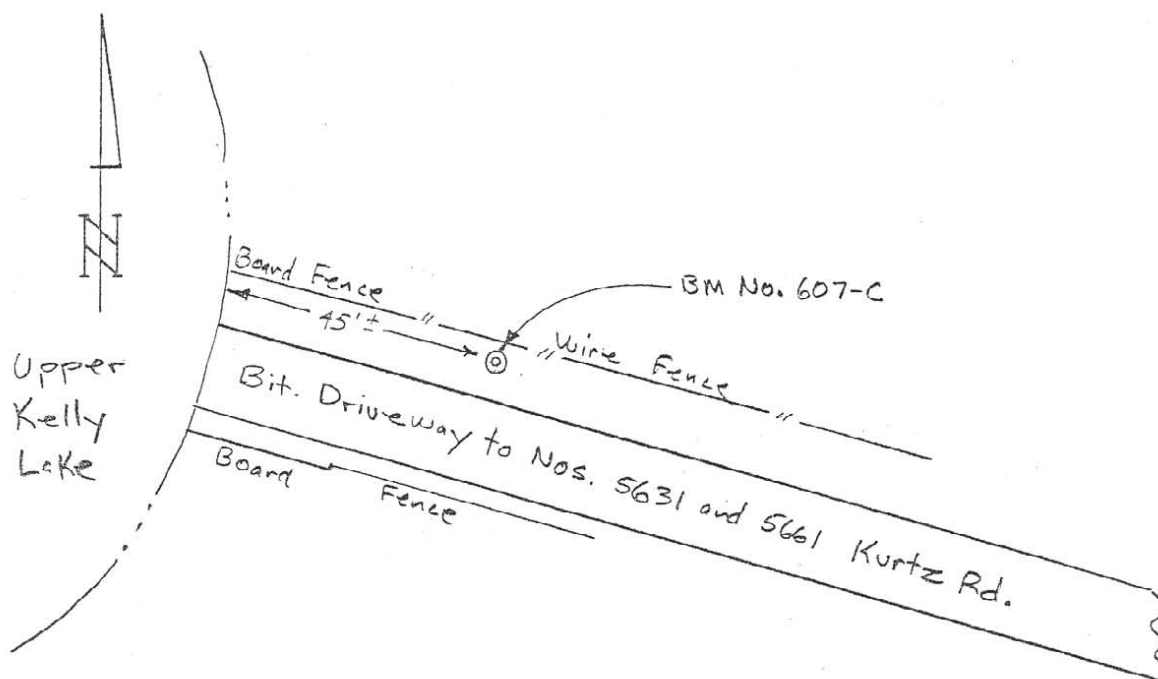 N
Board Fence
45'±
BM No. 607-C
Wire Fence
Upper
Kelly
Lake
Bit. Driveway to Nos. 5631 and 5661 Kurtz Rd.
Board Fence